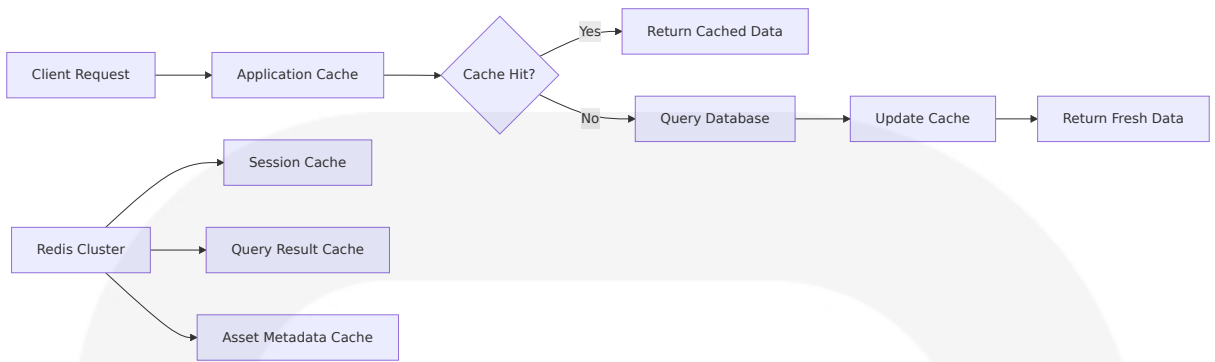 Client Request
Application Cache
Cache Hit?
Yes
Return Cached Data
No
Query Database
Update Cache
Return Fresh Data
Redis Cluster
Session Cache
Query Result Cache
Asset Metadata Cache